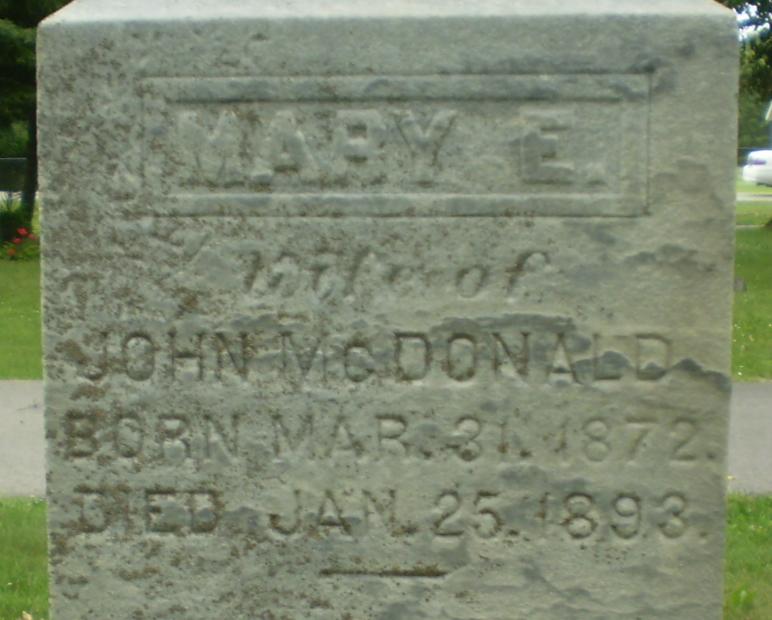 MARY E.
Wife of
JOHN McDONALD
BORN MAR. 31. 1872.
DIED JAN. 25. 1893.